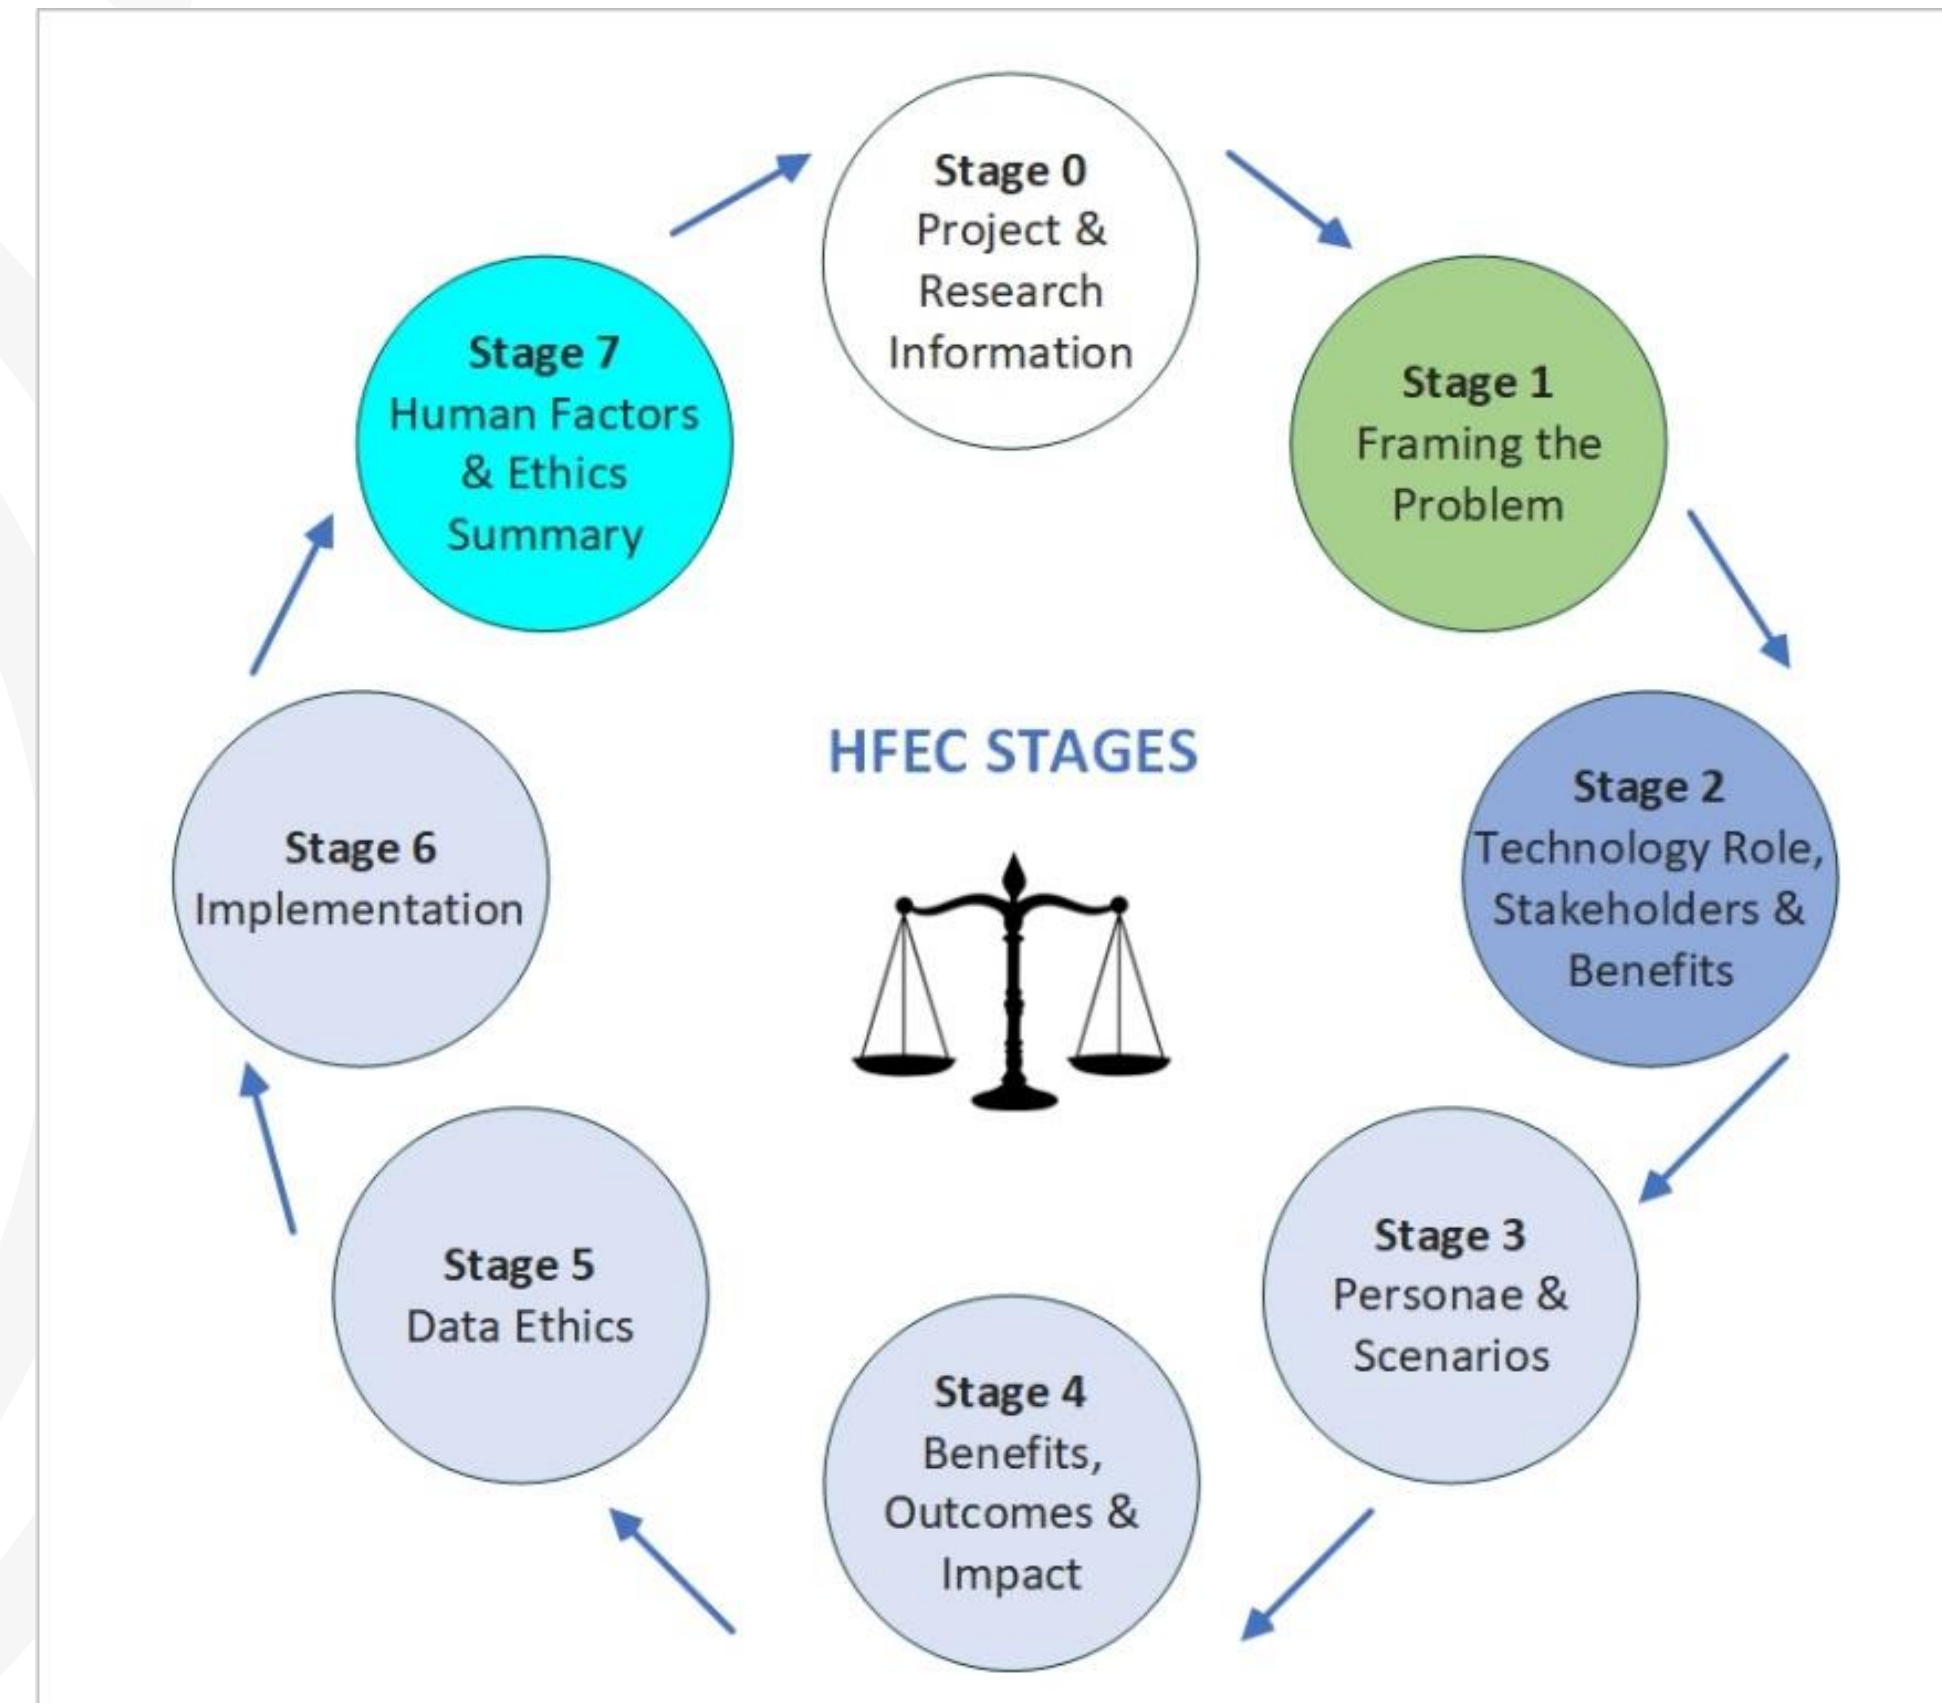 Stage 0
Project &
Research
Information
Stage 1
Framing the
Problem
Stage 2
Technology Role,
Stakeholders &
Benefits
Stage 3
Personae &
Scenarios
Stage 4
Benefits,
Outcomes &
Impact
Stage 5
Data Ethics
Stage 6
Implementation
Stage 7
Human Factors
& Ethics
Summary
HFEC STAGES